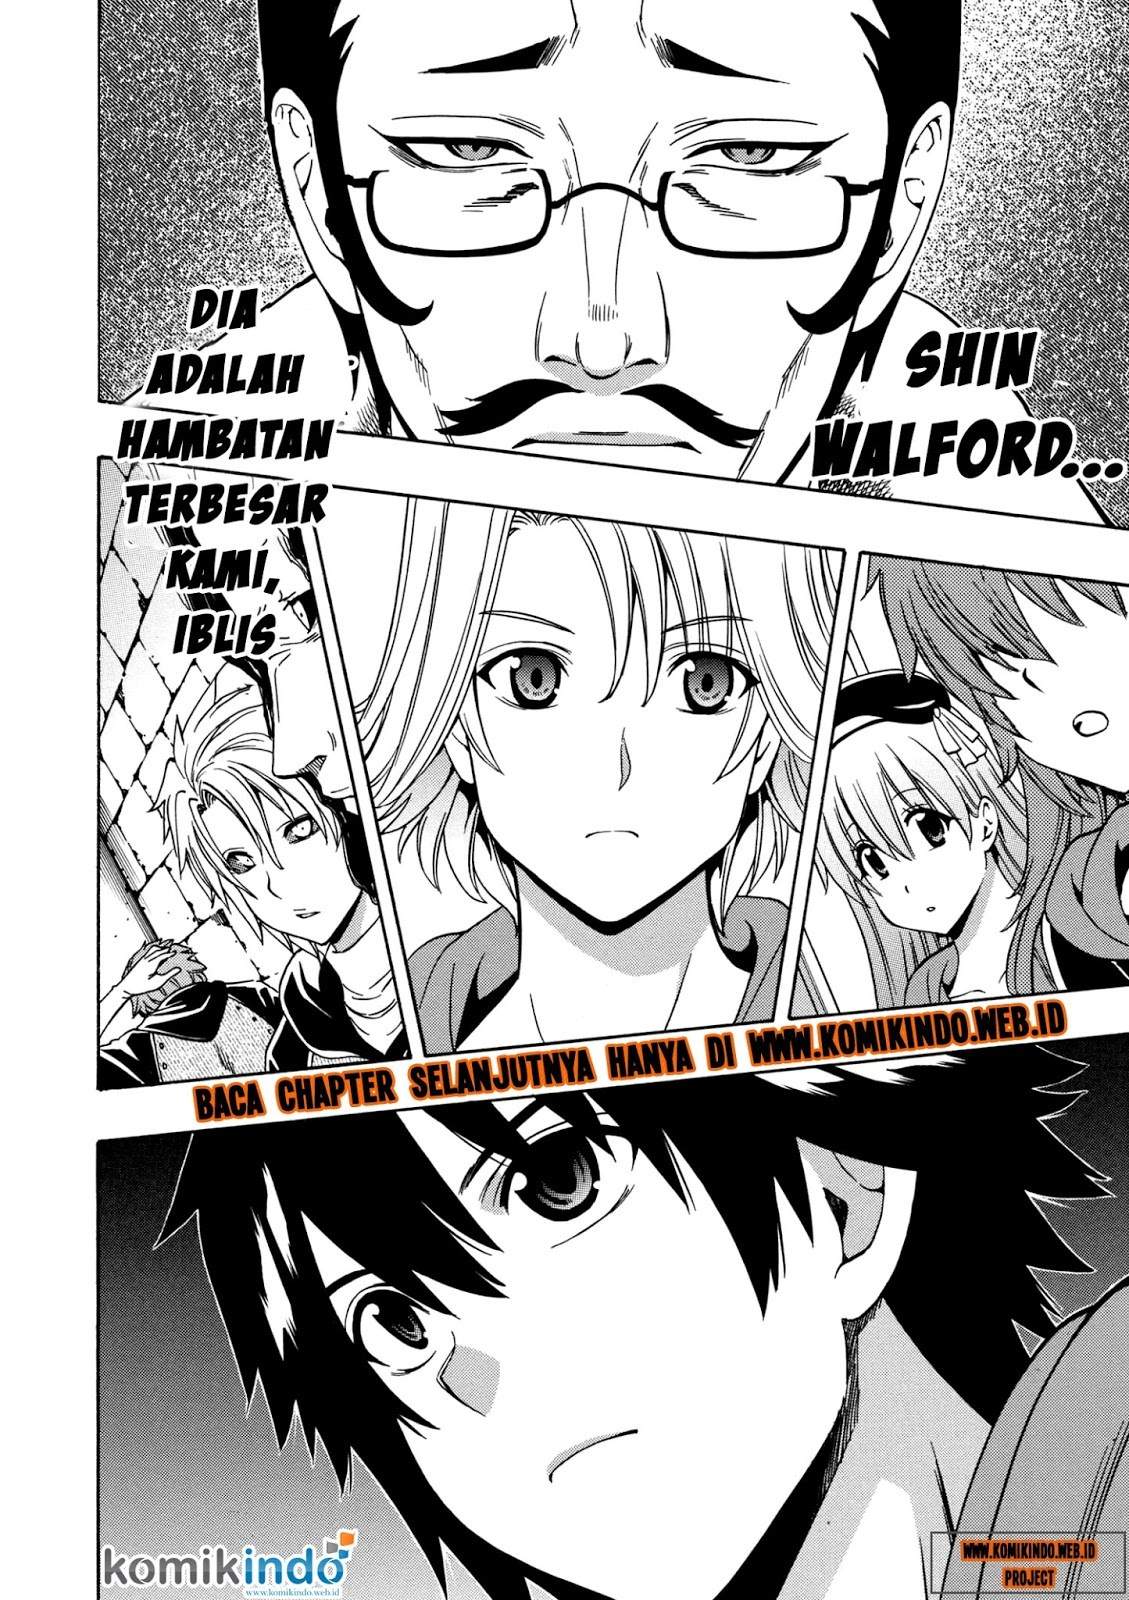 SHIN
WALFORD...
DIA
ADALAH
HAMBATAN
TERBESAR
KAMI,
IBLIS
BACA CHAPTER SELANJUTNYA HANYA DI WWW.KOMIKINDO.WEB.ID
komikindo
www.komikindo.web.id
WWW.KOMIKINDO.WEB.ID
PROJECT